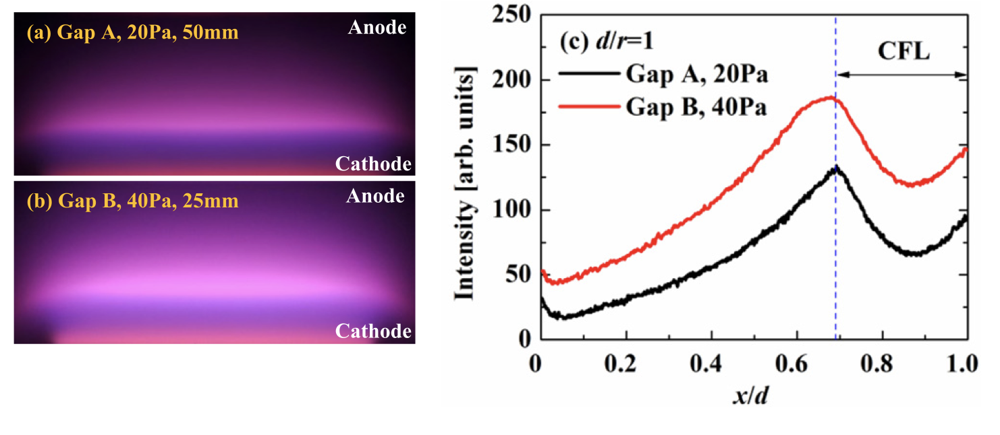 (a) Gap A, 20Pa, 50mm
Anode
Cathode
(b) Gap B, 40Pa, 25mm
Anode
Cathode
(c) d/r=1
Gap A, 20Pa
Gap B, 40Pa
CFL
Intensity [arb. units]
250
200
150
100
50
0
0 0.2 0.4 0.6 0.8 1.0
x/d